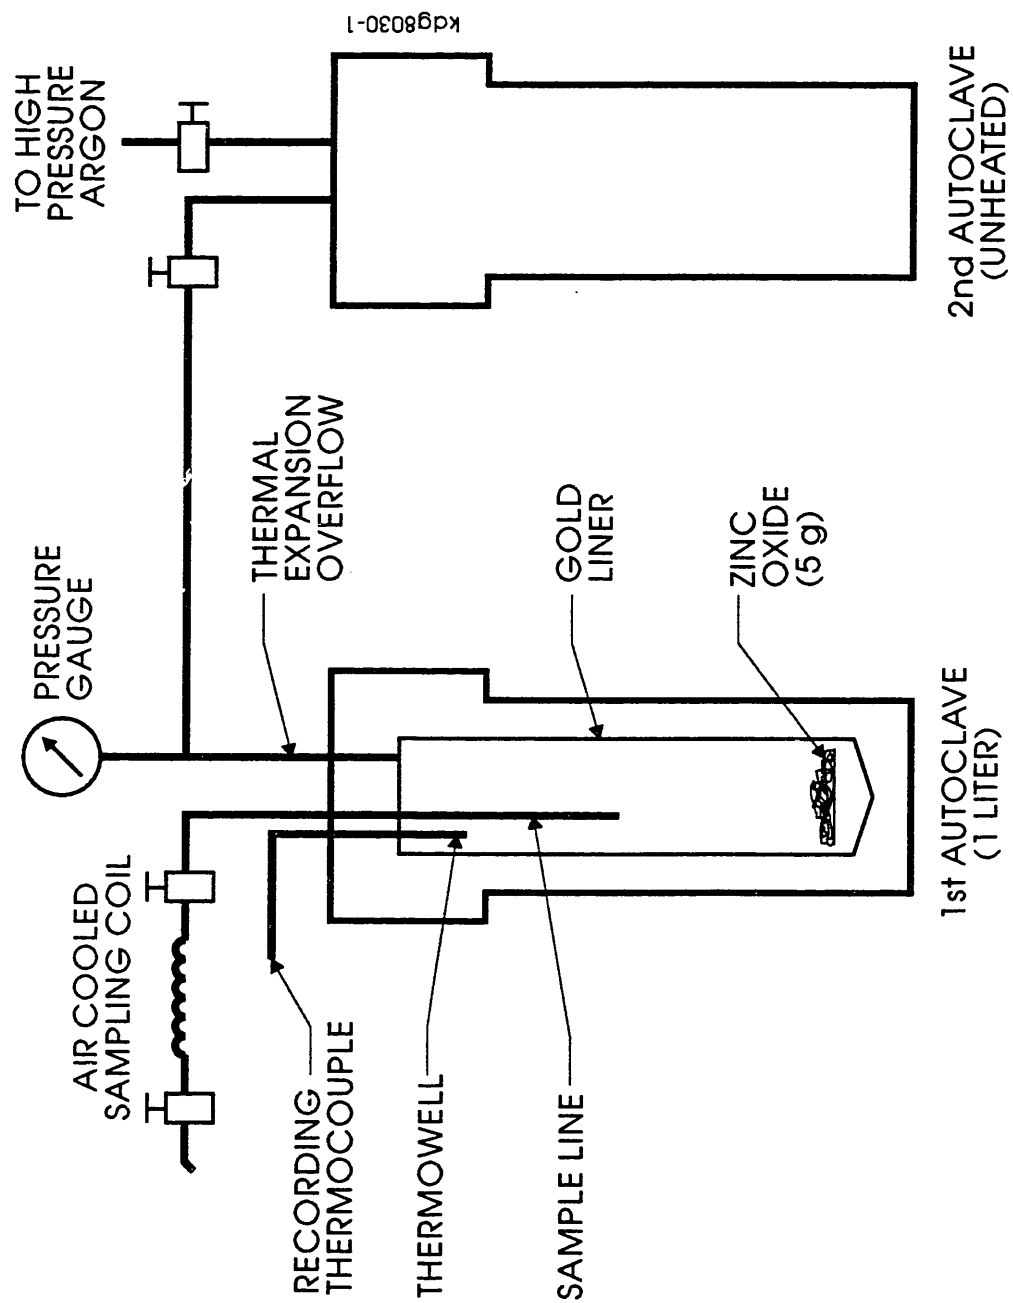 kdg8030-1
TO HIGH
PRESSURE
ARGON
PRESSURE
GAUGE
THERMAL
EXPANSION
OVERFLOW
GOLD
LINER
ZINC
OXIDE
(5 g)
AIR COOLED
SAMPLING COIL
RECORDING
THERMOCOUPLE
THERMOWELL
SAMPLE LINE
1st AUTOCLAVE
(1 LITER)
2nd AUTOCLAVE
(UNHEATED)